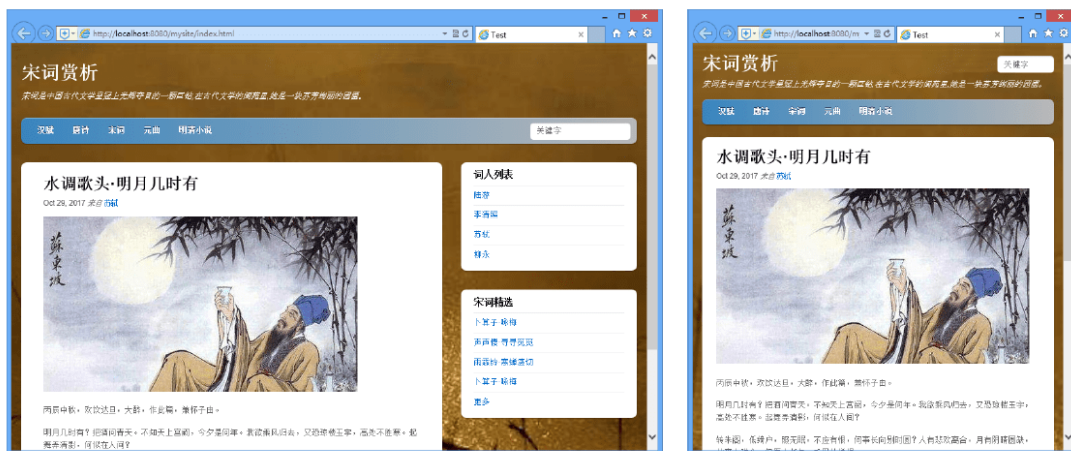 http://localhost:8080/mysite/index.html
Test
宋词赏析
宋词是中国古代文学皇冠上光辉夺目的一颗巨钻,在古代文学的阆苑里,她是一块芬芳绚丽的园圃。
汉赋 唐诗 宋词 元曲 明清小说
关键字
水调歌头·明月几时有
Oct 29, 2017 来自 苏轼
蘇東坡
丙辰中秋,欢饮达旦,大醉,作此篇,兼怀子由。
明月几时有?把酒问青天。不知天上宫阙,今夕是何年。我欲乘风归去,又恐琼楼玉宇,高处不胜寒。起
舞弄清影,何似在人间?
词人列表
陆游
李清照
苏轼
柳永
宋词精选
卜算子·咏梅
声声慢·寻寻觅觅
雨霖铃·寒蝉凄切
卜算子·咏梅
更多
http://localhost:8080/m
Test
宋词赏析
关键字
宋词是中国古代文学皇冠上光辉夺目的一颗巨钻,在古代文学的阆苑里,她是一块芬芳绚丽的园圃。
汉赋 唐诗 宋词 元曲 明清小说
水调歌头·明月几时有
Oct 29, 2017 来自 苏轼
蘇東坡
丙辰中秋,欢饮达旦,大醉,作此篇,兼怀子由。
明月几时有?把酒问青天。不知天上宫阙,今夕是何年。我欲乘风归去,又恐琼楼玉宇,
高处不胜寒。起舞弄清影,何似在人间?
转朱阁,低绮户,照无眠。不应有恨,何事长向别时圆?人有悲欢离合,月有阴晴圆缺,